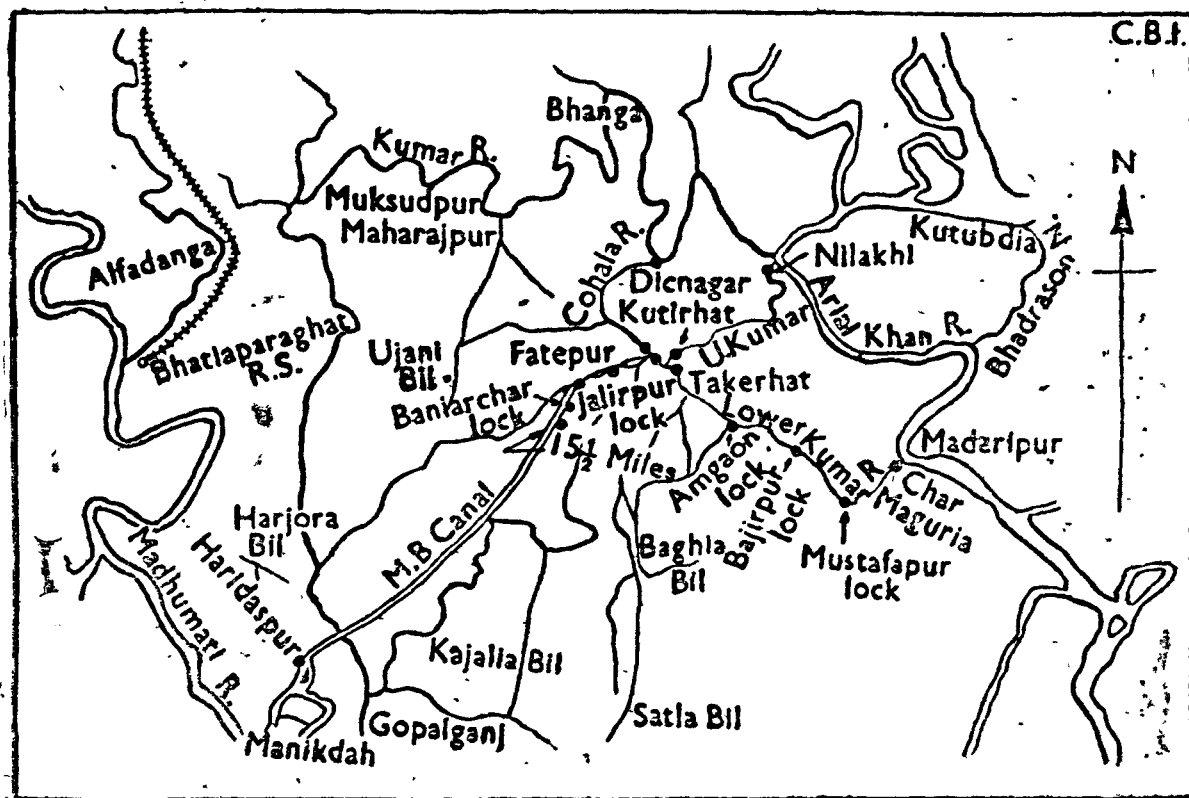 C.B.I.
Bhanga
Kumar R.
N
Muksudpur
Maharajpur
Alfadanga
Cohala R.
Kutubdia
Nilakhi
Dicnagar
Kutirhat
Arial
Khan R.
Bhadrason
Bhatiaparaghat
R.S.
Ujani
Bil
Fatepur
U.Kumar
Takerhat
Baniarchar
lock
Jalirpur
lock
15½ Miles
Lower
Kumar R
Madaripur
Amgaon
lock
Bajirpur
lock
Char
Maguria
Harjora
Bil
M.B Canal
Baghia
Bil
Mustafapur
lock
Madhumati R.
Haridaspur
Kajalia Bil
Satla Bil
Gopalganj
Manikdah